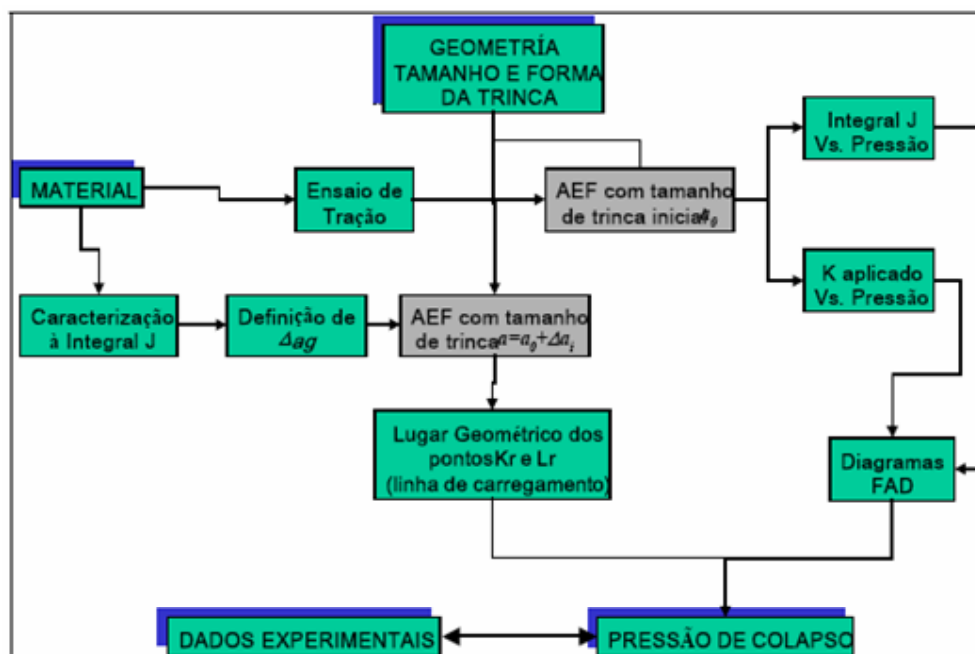 GEOMETRÍA
TAMANHO E FORMA
DA TRINCA
Integral J
Vs. Pressão
MATERIAL
Ensaio de
Tração
AEF com tamanho
de trinca inicial a₀
K aplicado
Vs. Pressão
Caracterização
à Integral J
Definição de
Δag
AEF com tamanho
de trinca a=a₀+Δaᵢ
Lugar Geométrico dos
pontosKr e Lr
(linha de carregamento)
Diagramas
FAD
DADOS EXPERIMENTAIS
PRESSÃO DE COLAPSO